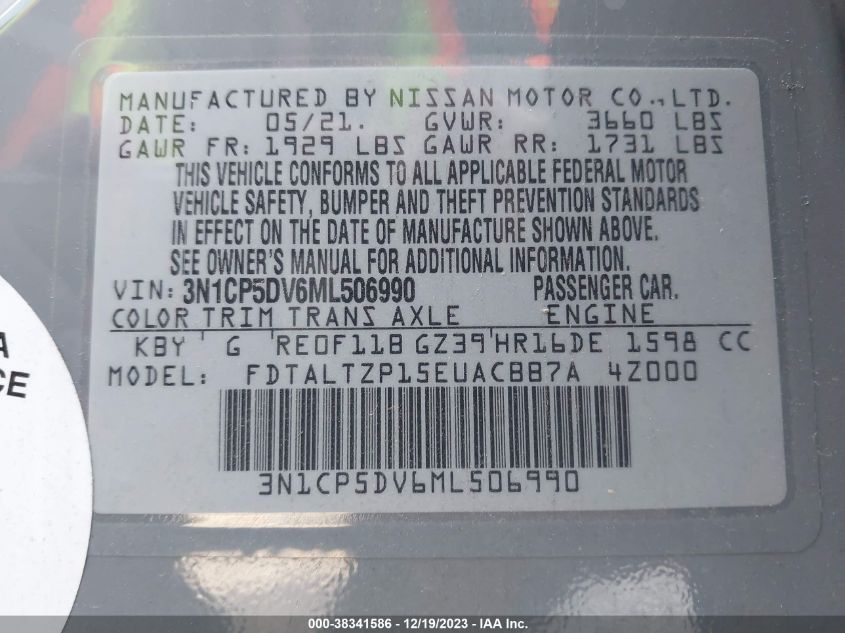 MANUFACTURED BY NISSAN MOTOR CO.,LTD.
DATE: 05/21. GVWR: 3660 LBS
GAWR FR: 1929 LBS GAWR RR: 1731 LBS
THIS VEHICLE CONFORMS TO ALL APPLICABLE FEDERAL MOTOR
VEHICLE SAFETY, BUMPER AND THEFT PREVENTION STANDARDS
IN EFFECT ON THE DATE OF MANUFACTURE SHOWN ABOVE.
SEE OWNER'S MANUAL FOR ADDITIONAL INFORMATION.
VIN: 3N1CP5DV6ML506990 PASSENGER CAR.
COLOR TRIM TRANS AXLE ENGINE
KBY G RE0F11B GZ39 HR16DE 1598 CC
MODEL: FDTALTZP15EUACBB7A 4Z000
3N1CP5DV6ML506990
A
CE
000-38341586 - 12/19/2023 - IAA Inc.